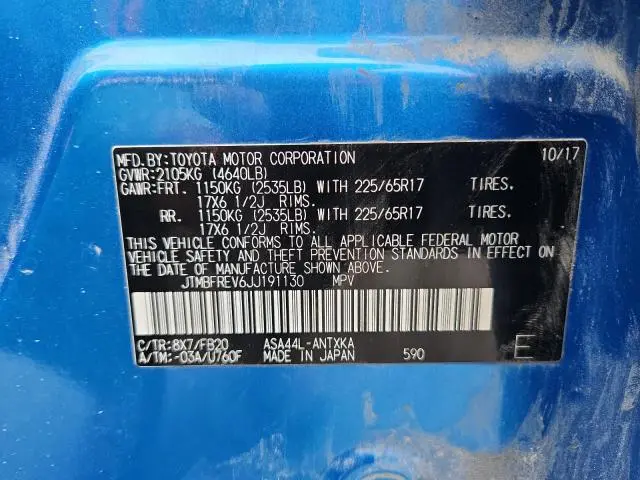 MFD.BY:TOYOTA MOTOR CORPORATION 10/17
GVWR:2105KG (4640LB)
GAWR:FRT. 1150KG (2535LB) WITH 225/65R17 TIRES.
17X6 1/2J RIMS.
RR. 1150KG (2535LB) WITH 225/65R17 TIRES.
17X6 1/2J RIMS.
THIS VEHICLE CONFORMS TO ALL APPLICABLE FEDERAL MOTOR
VEHICLE SAFETY AND THEFT PREVENTION STANDARDS IN EFFECT ON
THE DATE OF MANUFACTURE SHOWN ABOVE.
JTMBFREV6JJ191130 MPV
C/TR:8X7/FB20 ASA44L-ANTXKA
A/TM:-03A/U760F MADE IN JAPAN 590 E